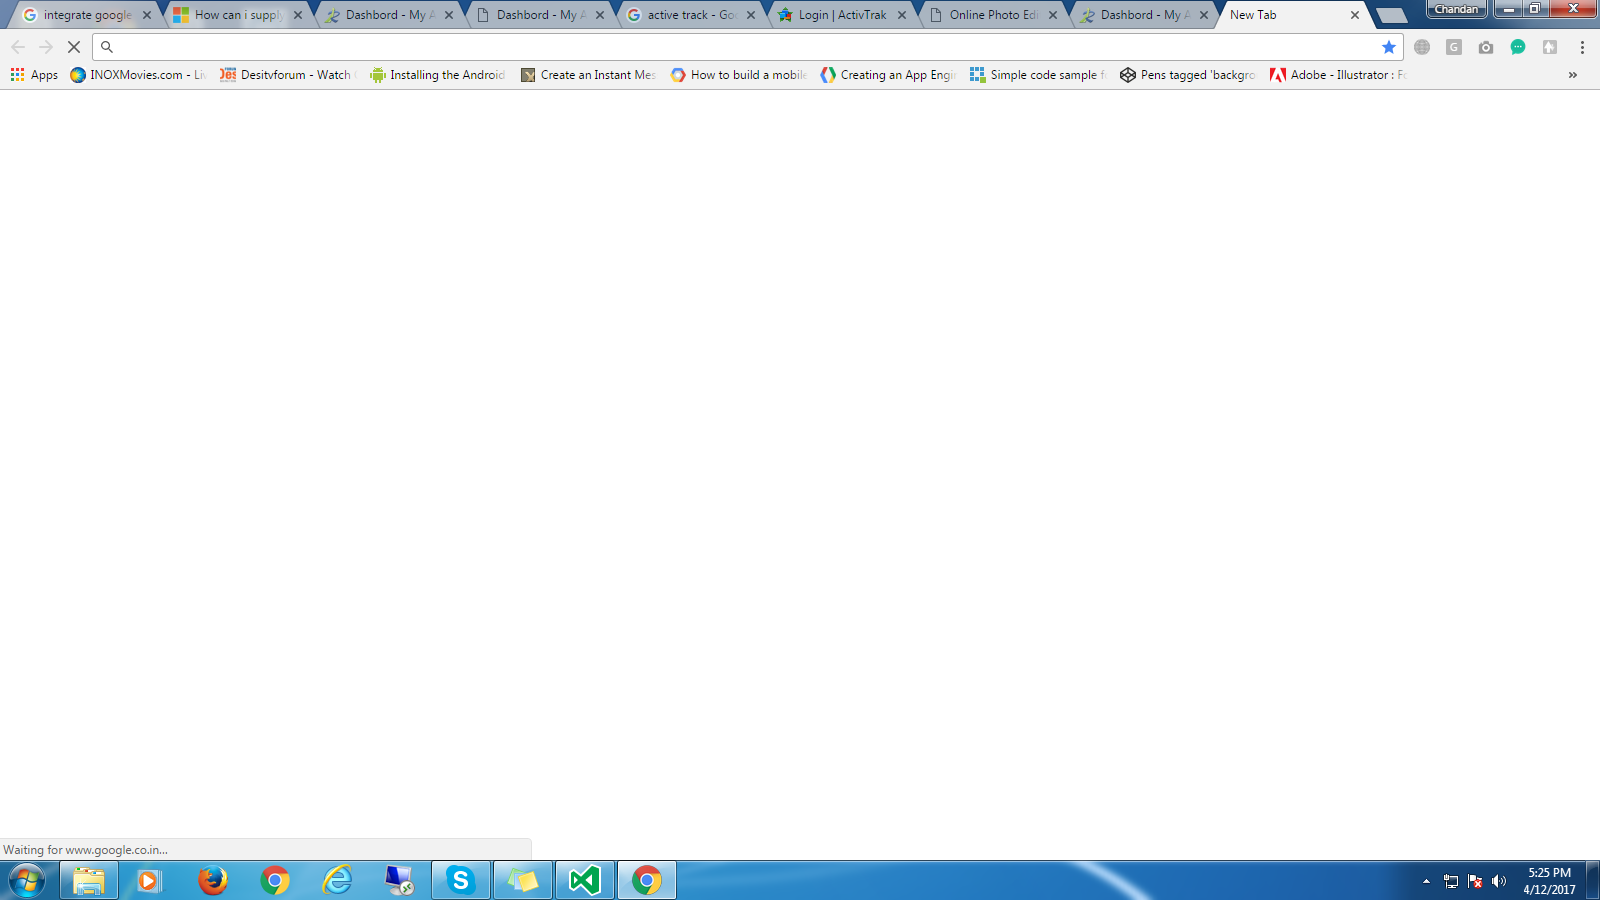 integrate google How can i supply Dashbord - My A Dashbord - My A active track - Goo Login | ActivTrak Online Photo Edi Dashbord - My A New Tab Chandan
Apps INOXMovies.com - Liv Desitvforum - Watch Installing the Android Create an Instant Mes How to build a mobile Creating an App Engi Simple code sample f Pens tagged 'backgro Adobe - Illustrator : Fo »
Waiting for www.google.co.in...
5:25 PM
4/12/2017